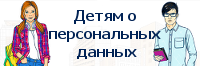 Детям о
персональных
данных